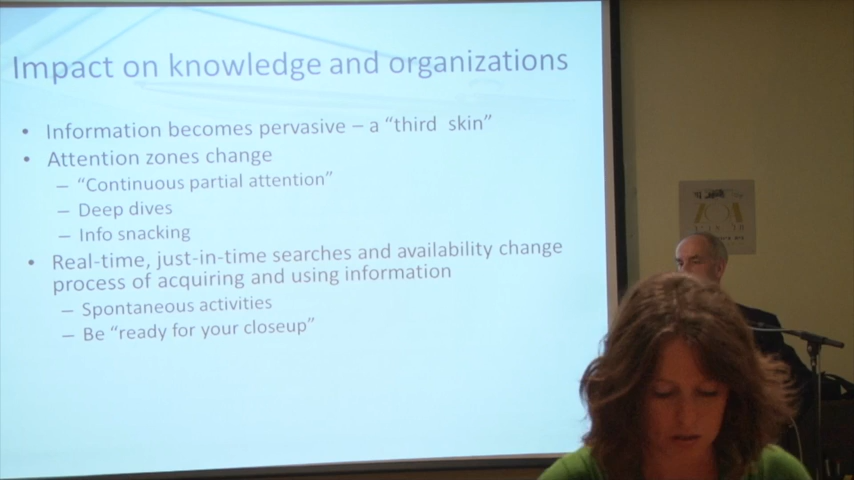 Impact on knowledge and organizations
• Information becomes pervasive – a “third skin”
• Attention zones change
– “Continuous partial attention”
– Deep dives
– Info snacking
• Real-time, just-in-time searches and availability change
process of acquiring and using information
– Spontaneous activities
– Be “ready for your closeup”